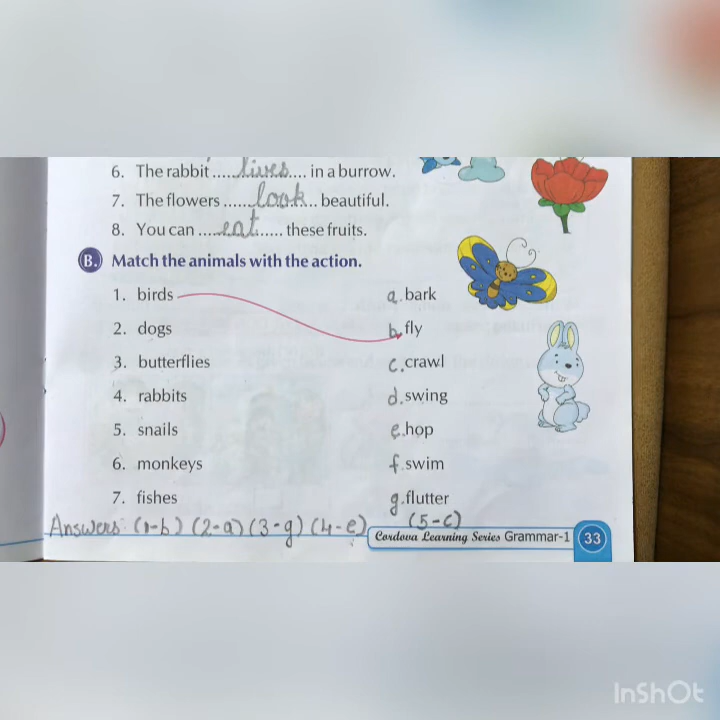 6. The rabbit ......lives.... in a burrow.
7. The flowers ......look.. beautiful.
8. You can .....eat...... these fruits.
B. Match the animals with the action.
1. birds a. bark
2. dogs b. fly
3. butterflies c. crawl
4. rabbits d. swing
5. snails e. hop
6. monkeys f. swim
7. fishes g. flutter
Answers: (1-b) (2-a) (3-g) (4-e) (5-c)
Cordova Learning Series Grammar-1 33
InShOt